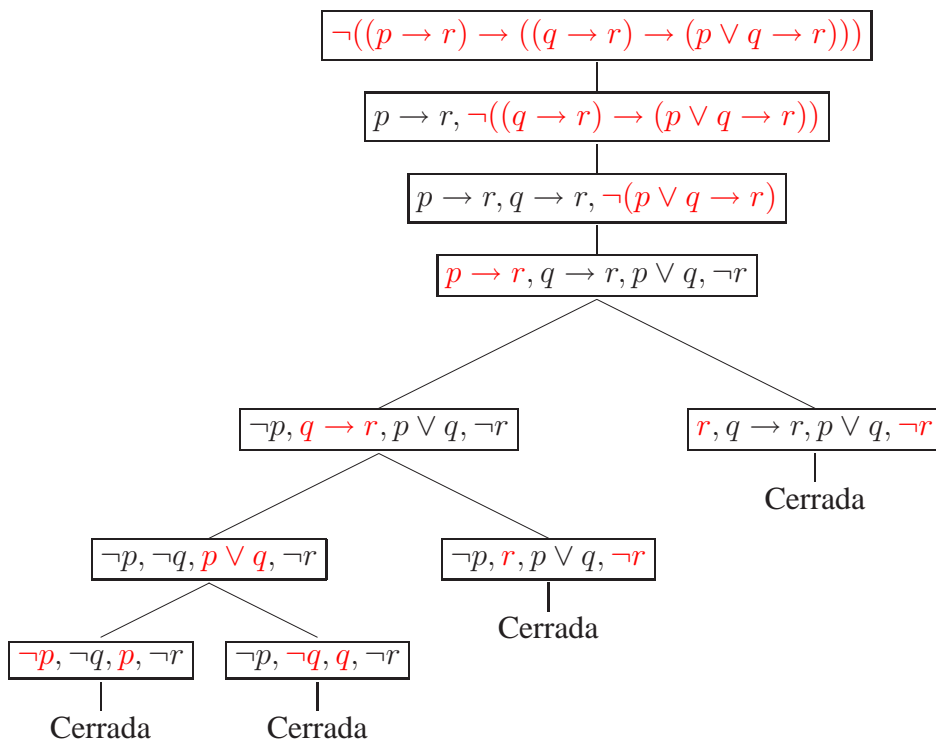 ¬((p → r) → ((q → r) → (p ∨ q → r)))
p → r, ¬((q → r) → (p ∨ q → r))
p → r, q → r, ¬(p ∨ q → r)
p → r, q → r, p ∨ q, ¬r
¬p, q → r, p ∨ q, ¬r
r, q → r, p ∨ q, ¬r
Cerrada
¬p, ¬q, p ∨ q, ¬r
¬p, r, p ∨ q, ¬r
Cerrada
¬p, ¬q, p, ¬r
¬p, ¬q, q, ¬r
Cerrada
Cerrada